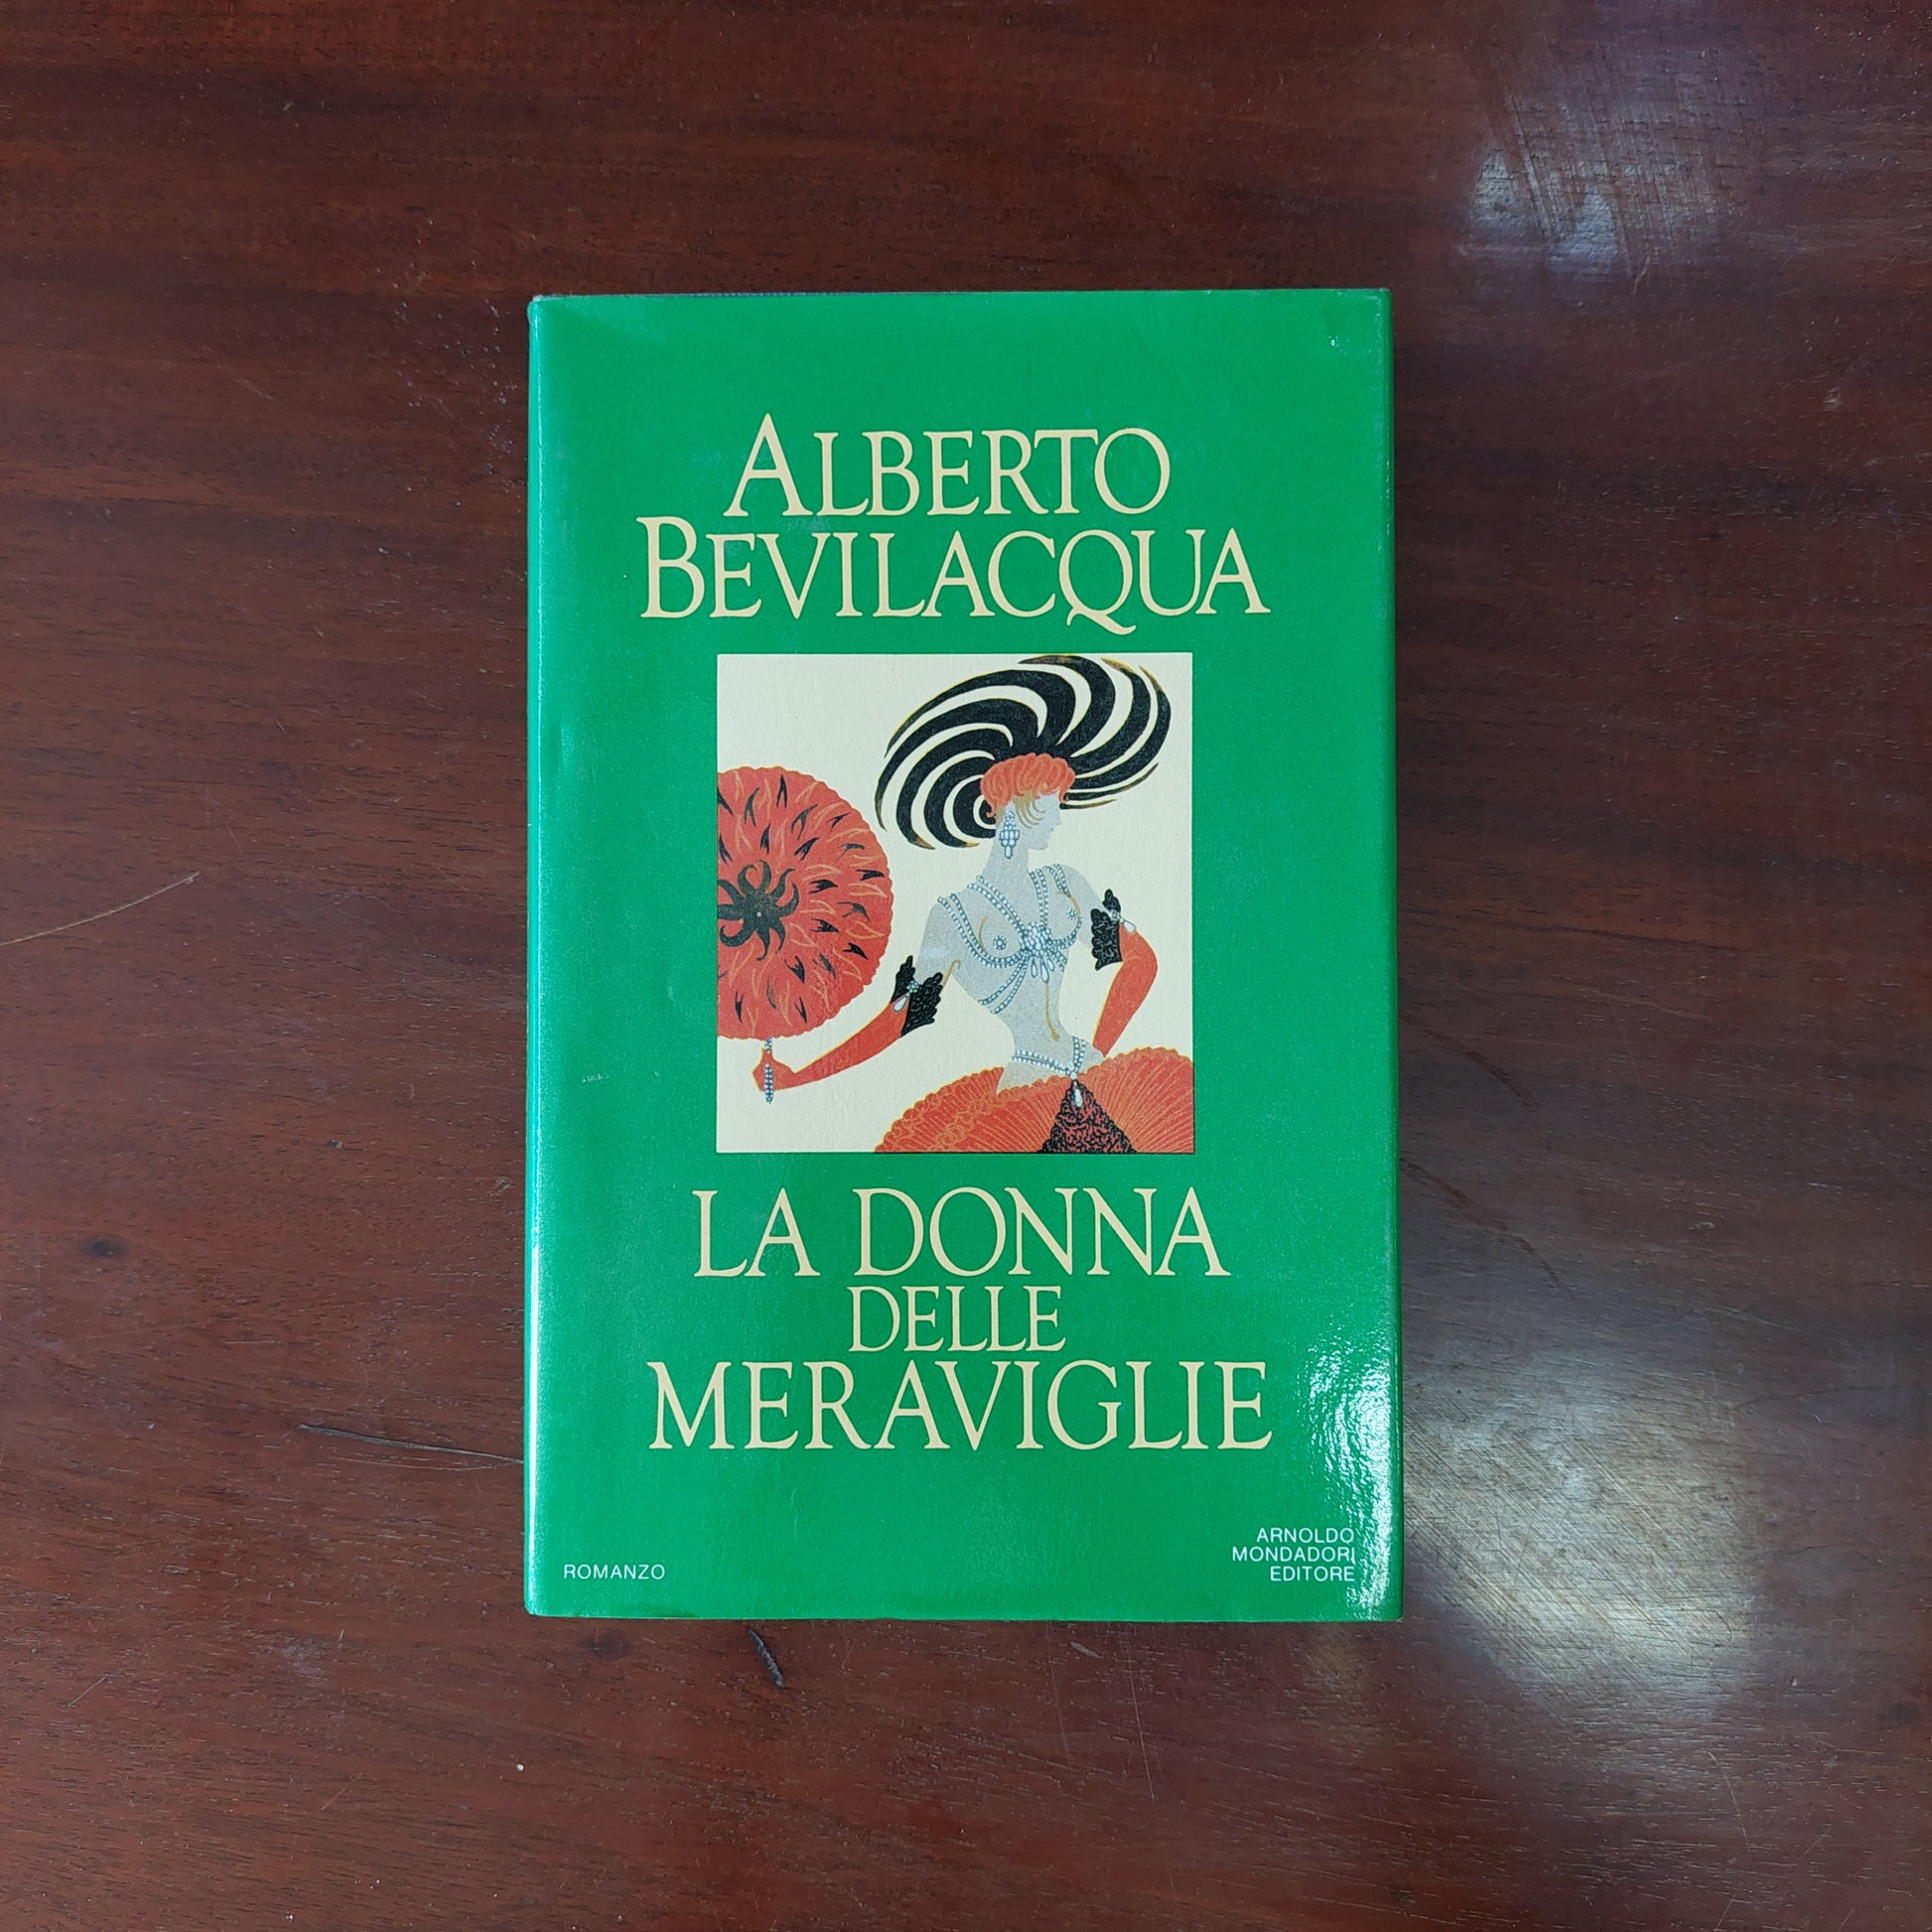 ALBERTO
BEVILACQUA
LA DONNA
DELLE
MERAVIGLIE
ROMANZO
ARNOLDO
MONDADORI
EDITORE